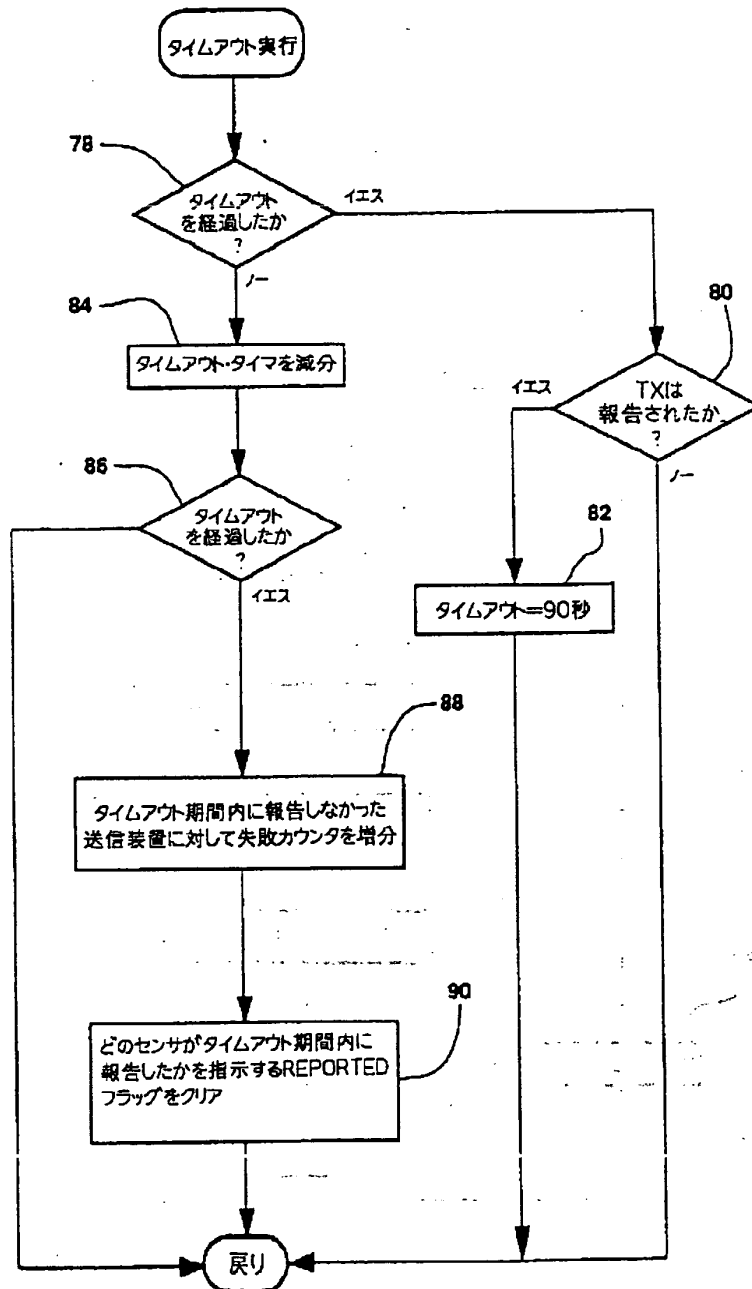 タイムアウト実行
78
タイムアウト
を経過したか
?
イエス
ノー
84
タイムアウト・タイマを減分
80
TXは
報告されたか
?
イエス
ノー
86
タイムアウト
を経過したか
?
イエス
82
タイムアウト=90秒
88
タイムアウト期間内に報告しなかった
送信装置に対して失敗カウンタを増分
90
どのセンサがタイムアウト期間内に
報告したかを指示するREPORTED
フラッグをクリア
戻り